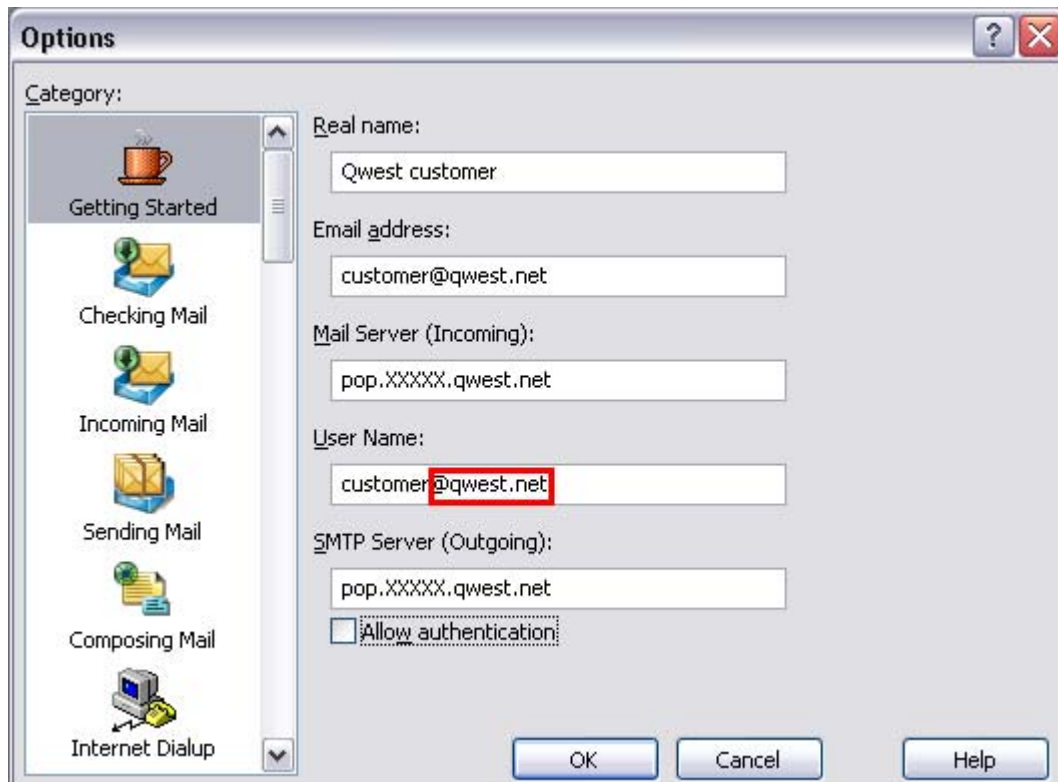 Options
Category:
Getting Started
Checking Mail
Incoming Mail
Sending Mail
Composing Mail
Internet Dialup
Real name:
Qwest customer
Email address:
customer@qwest.net
Mail Server (Incoming):
pop.XXXXX.qwest.net
User Name:
customer@qwest.net
SMTP Server (Outgoing):
pop.XXXXX.qwest.net
Allow authentication
OK
Cancel
Help